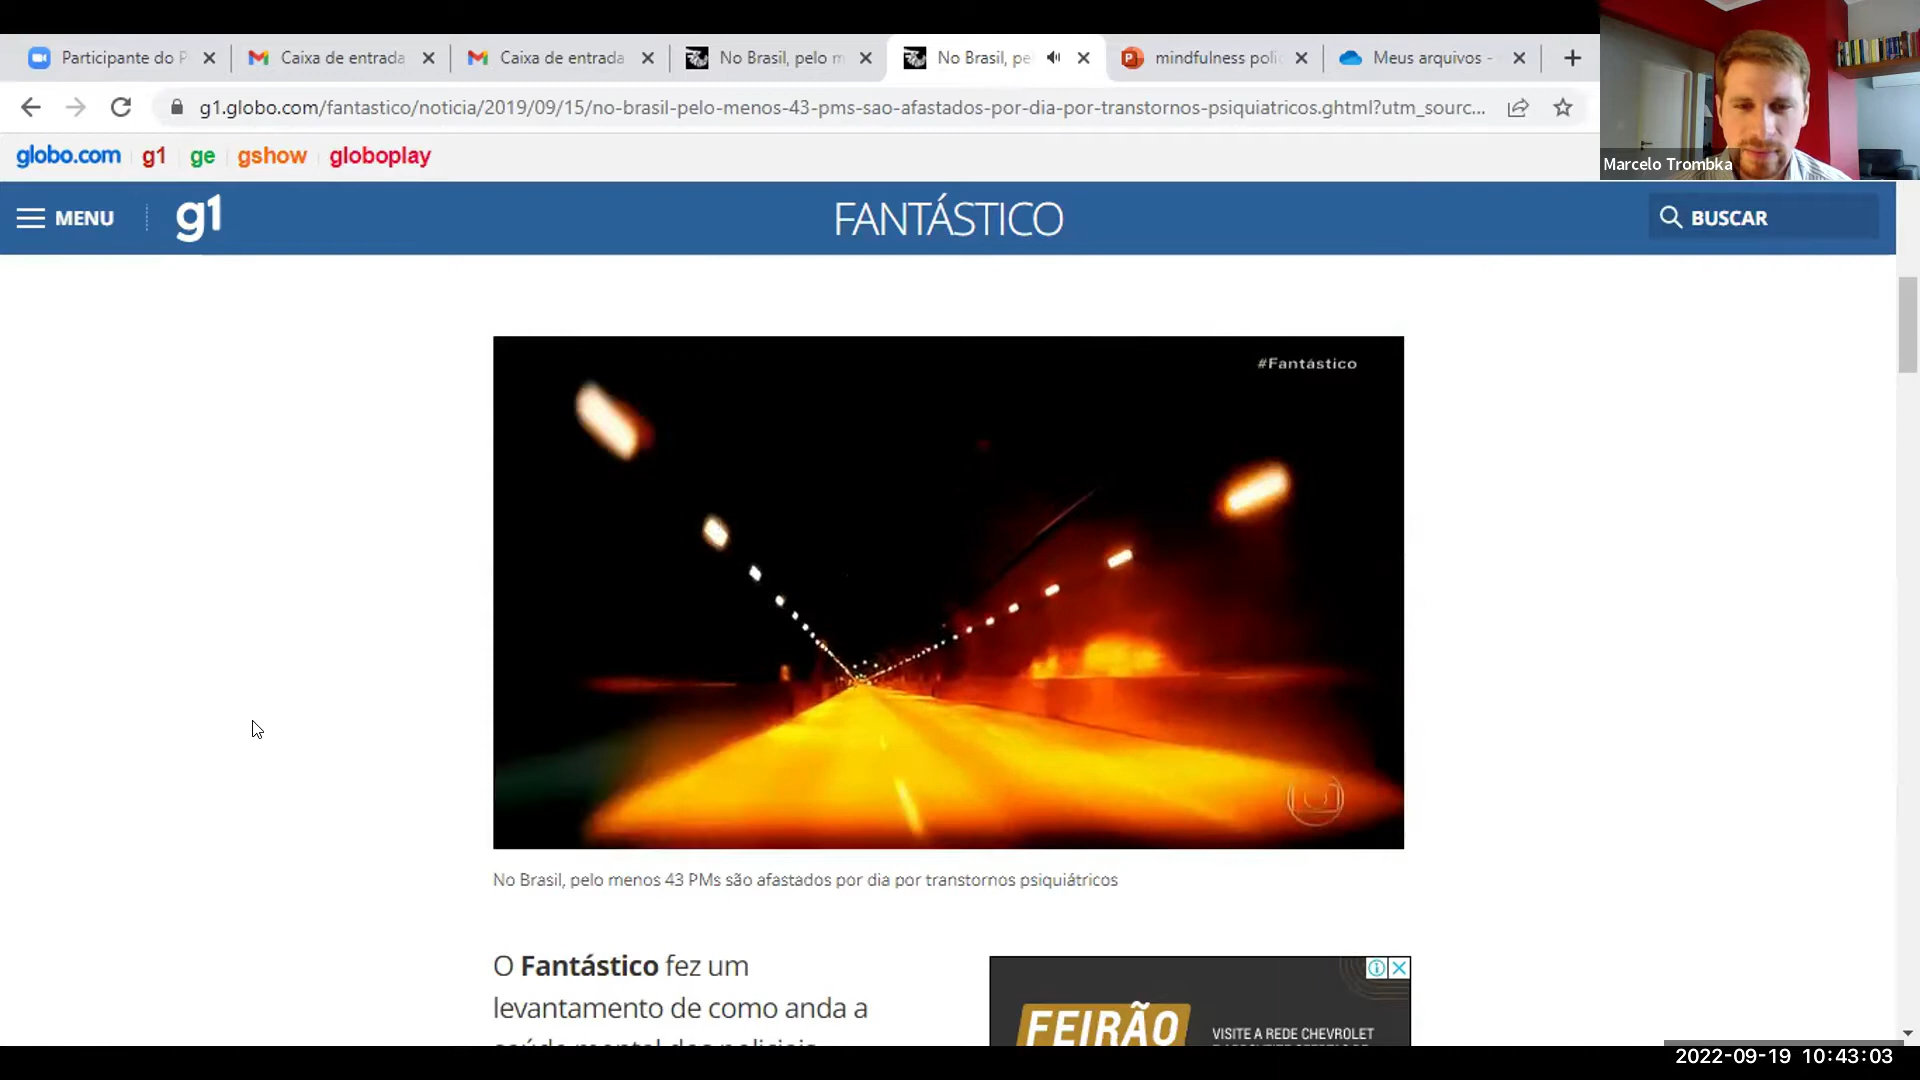 Participante do P
Caixa de entrada
Caixa de entrada
No Brasil, pelo m
No Brasil, pe
mindfulness poli
Meus arquivos -
g1.globo.com/fantastico/noticia/2019/09/15/no-brasil-pelo-menos-43-pms-sao-afastados-por-dia-por-transtornos-psiquiatricos.ghtml?utm_sourc...
Marcelo Trombka
globo.com g1 ge gshow globoplay
MENU g1 FANTÁSTICO BUSCAR
#Fantástico
No Brasil, pelo menos 43 PMs são afastados por dia por transtornos psiquiátricos
O Fantástico fez um
levantamento de como anda a
saúde mental dos policiais
FEIRÃO
VISITE A REDE CHEVROLET
2022-09-19 10:43:03